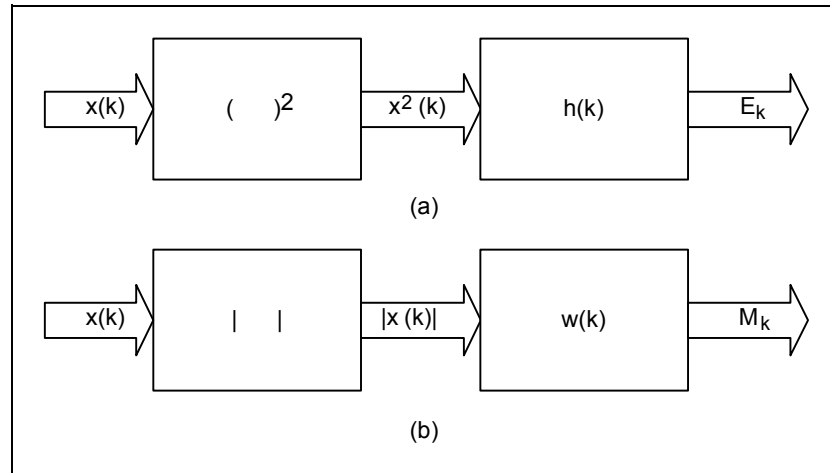 x(k) ( )² x² (k) h(k) Eₖ
(a)
x(k) | | |x (k)| w(k) Mₖ
(b)